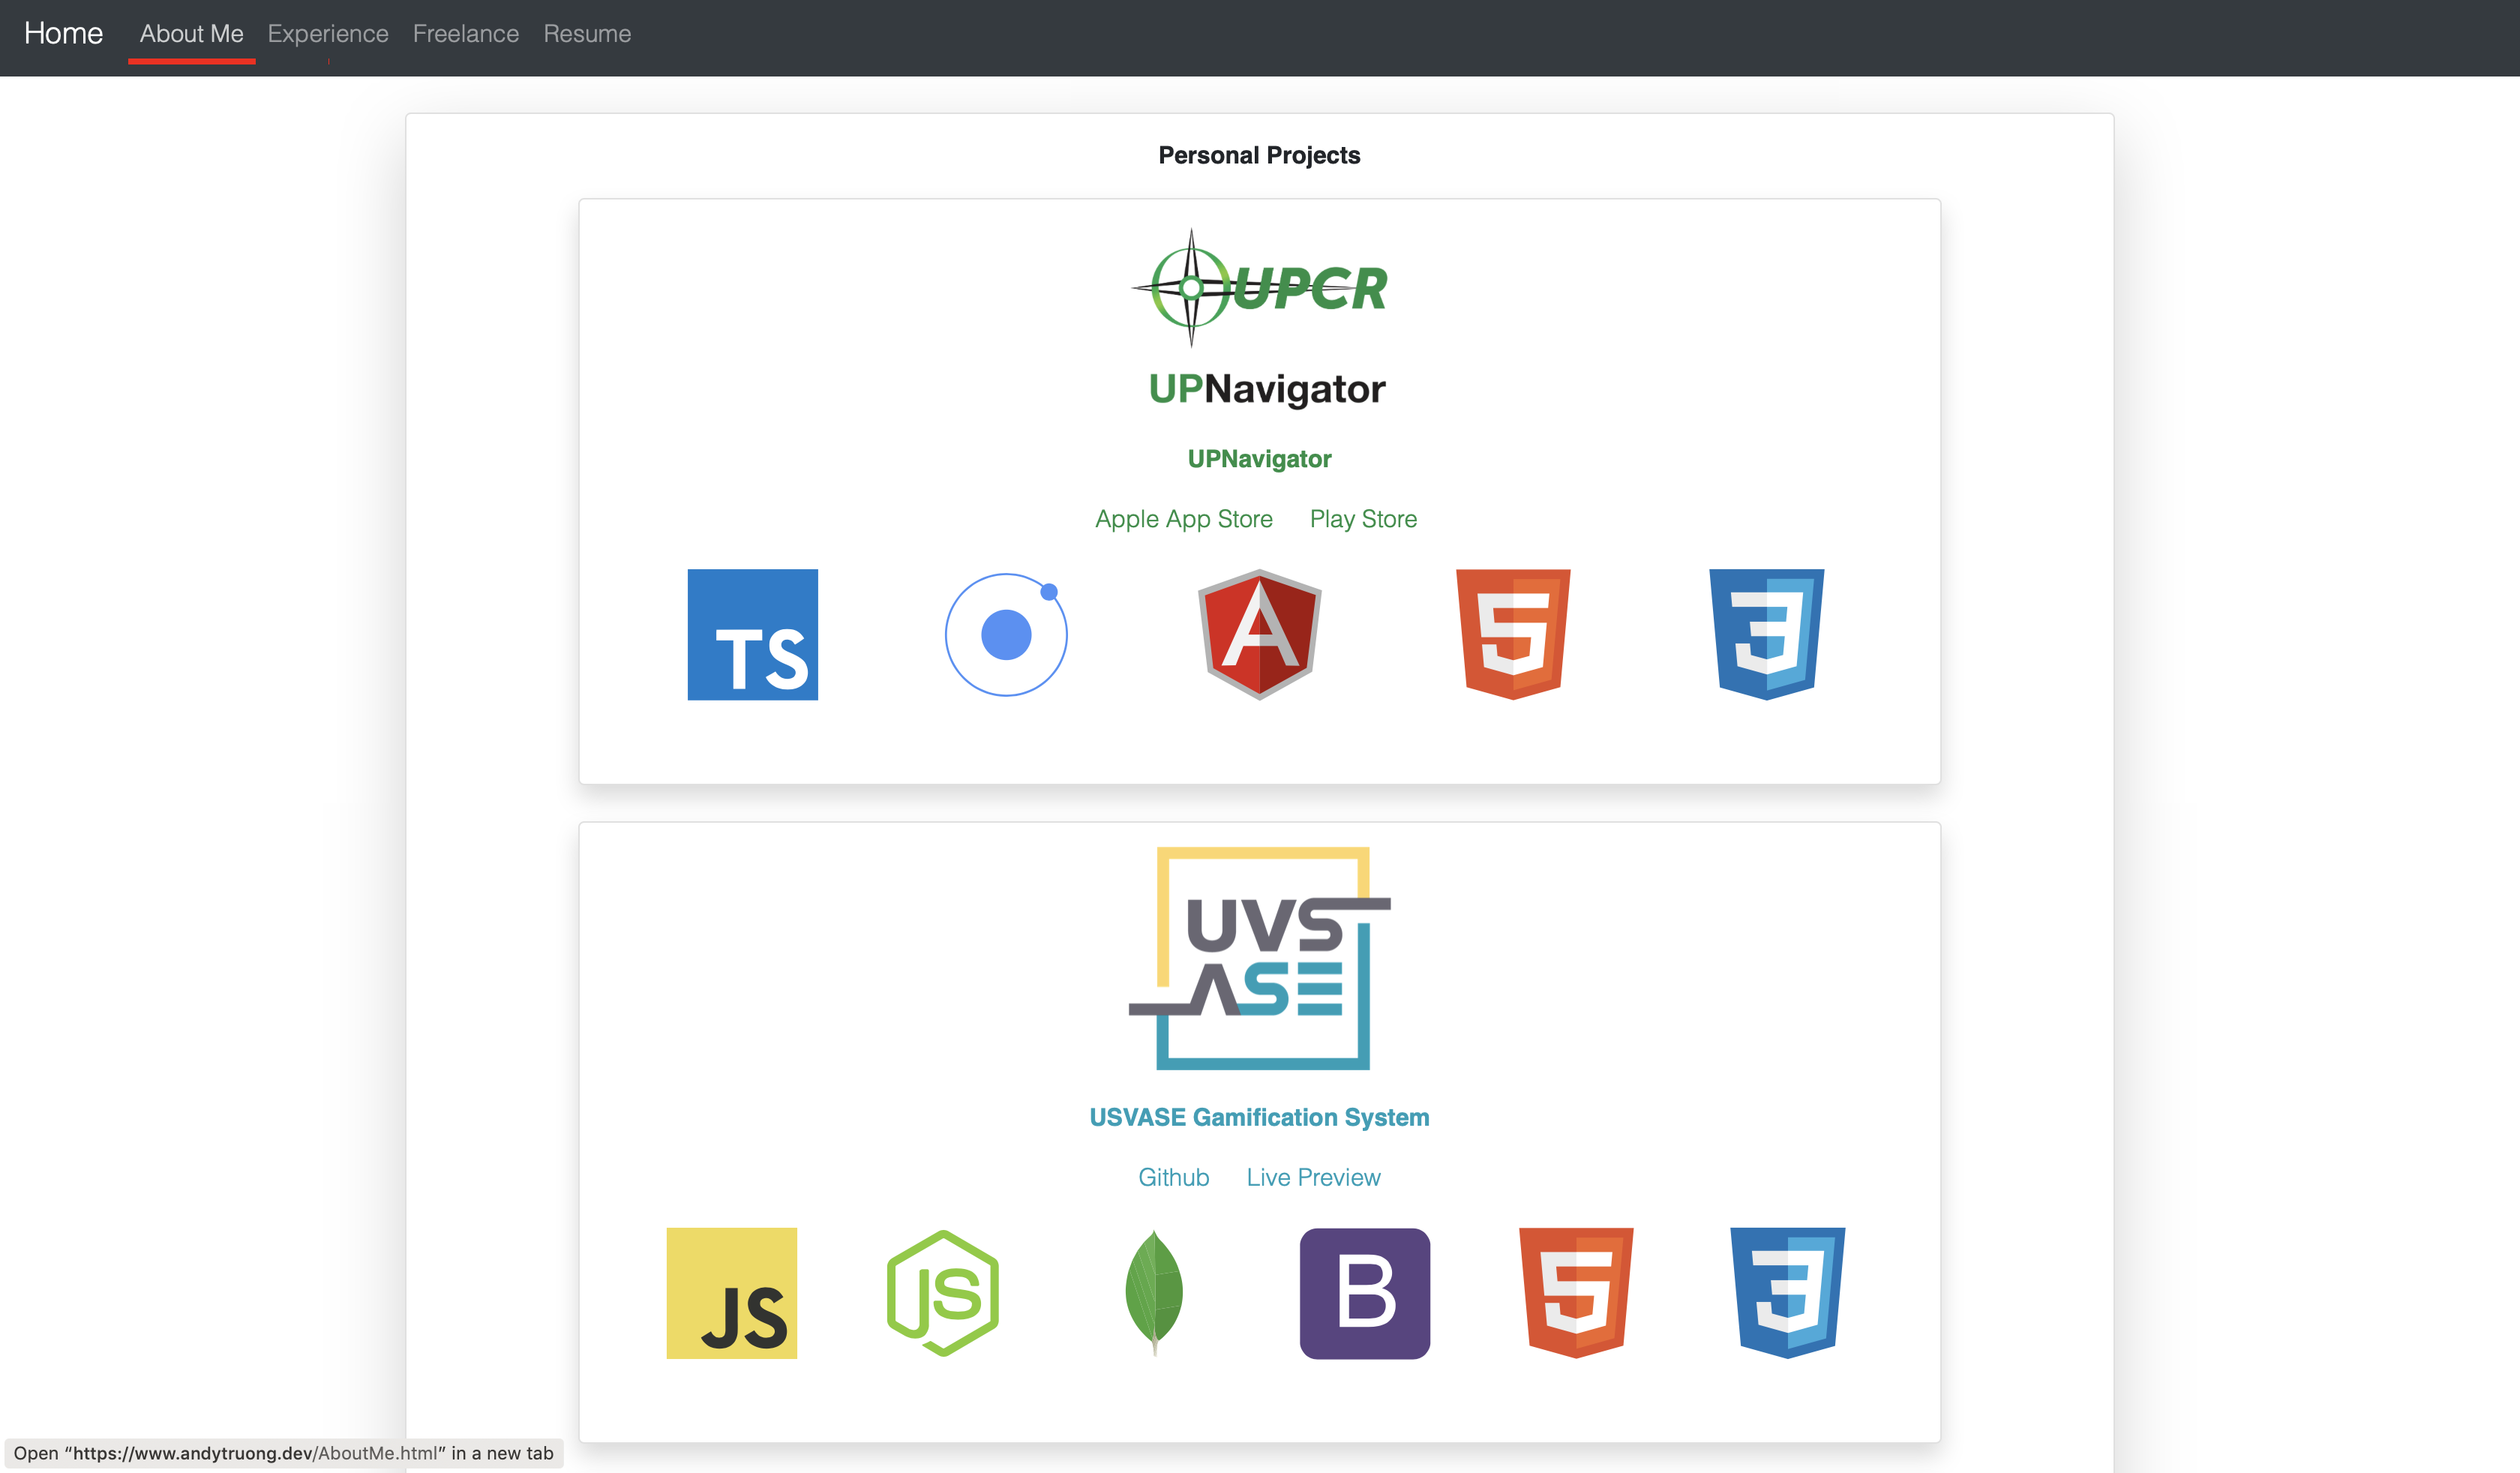 Home About Me Experience Freelance Resume
Personal Projects
UPCR
UPNavigator
UPNavigator
Apple App Store Play Store
TS
A
5
3
UVS
ASE
USVASE Gamification System
Github Live Preview
JS
JS
B
5
3
Open “https://www.andytruong.dev/AboutMe.html” in a new tab